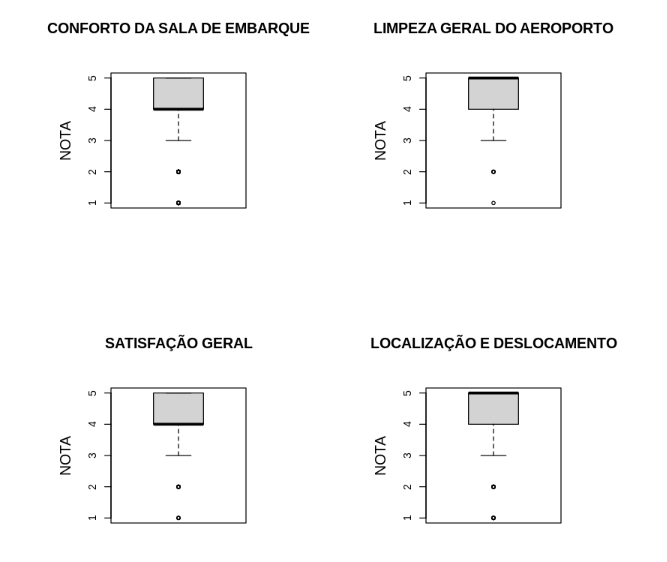 CONFORTO DA SALA DE EMBARQUE
NOTA
5
4
3
2
1
LIMPEZA GERAL DO AEROPORTO
NOTA
5
4
3
2
1
SATISFAÇÃO GERAL
NOTA
5
4
3
2
1
LOCALIZAÇÃO E DESLOCAMENTO
NOTA
5
4
3
2
1